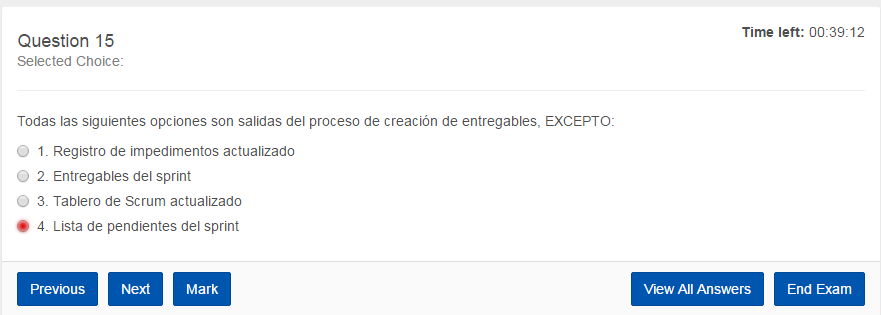 Question 15
Time left: 00:39:12
Selected Choice:
Todas las siguientes opciones son salidas del proceso de creación de entregables, EXCEPTO:
1. Registro de impedimentos actualizado
2. Entregables del sprint
3. Tablero de Scrum actualizado
4. Lista de pendientes del sprint
Previous Next Mark View All Answers End Exam